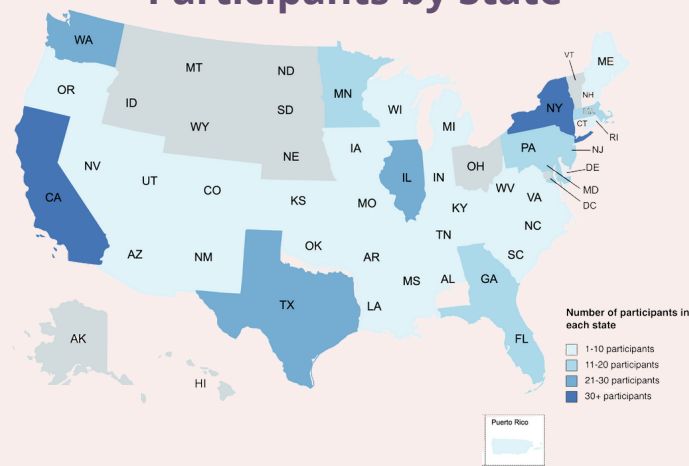 Participants by State
WA
MT
ND
VT
ME
OR
MN
ID
SD
WI
NH
NY
WY
MI
CT
RI
IA
PA
NJ
NE
NV
OH
DE
UT
IL
IN
MD
CO
WV
VA
DC
CA
KS
MO
KY
NC
TN
AZ
NM
OK
AR
SC
MS
AL
GA
TX
LA
AK
FL
HI
Number of participants in
each state
1-10 participants
11-20 participants
21-30 participants
30+ participants
Puerto Rico